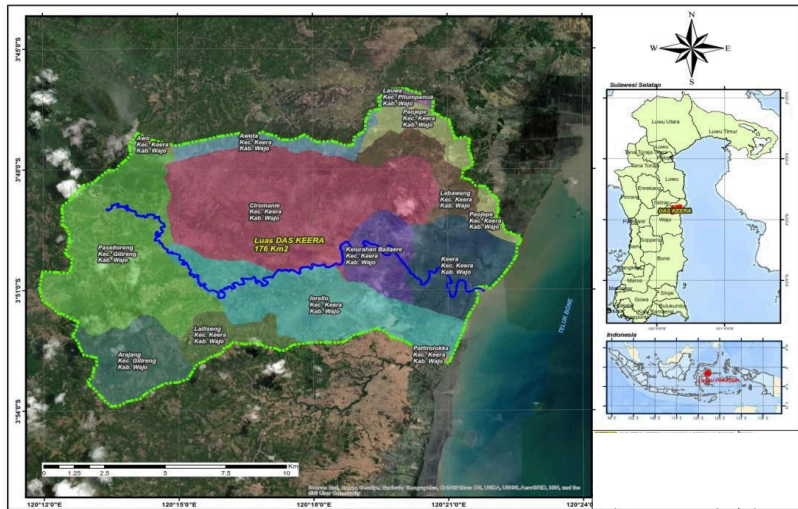 N
W
E
S
Sulawesi Selatan
Luwu Utara
Luwu Timur
Luwu
Tana Toraja
Enrekang
DAS KEERA
Wajo
Soppeng
Bone
Maros
Gowa
Sinjai
Bulukumba
Indonesia
3°45'0"S
3°48'0"S
3°51'0"S
3°54'0"S
Lauwa
Kec. Pitumpanua
Kab. Wajo
Paojepe
Kec. Keera
Kab. Wajo
Awo
Kec. Keera
Kab. Wajo
Awota
Kec. Keera
Kab. Wajo
Ciromanie
Kec. Keera
Kab. Wajo
Labawang
Kec. Keera
Kab. Wajo
Paojepe
Kec. Keera
Kab. Wajo
Luas DAS KEERA
176 Km2
Paselloreng
Kec. Gilireng
Kab. Wajo
Kelurahan Ballaere
Kec. Keera
Kab. Wajo
Keera
Kec. Keera
Kab. Wajo
Inrello
Kec. Keera
Kab. Wajo
Lalliseng
Kec. Keera
Kab. Wajo
Arajang
Kec. Gilireng
Kab. Wajo
Pattirolokka
Kec. Keera
Kab. Wajo
TELUK BONE
0 1.25 2.5 5 7.5 10
Km
120°12'0"E 120°15'0"E 120°18'0"E 120°21'0"E 120°24'0"E